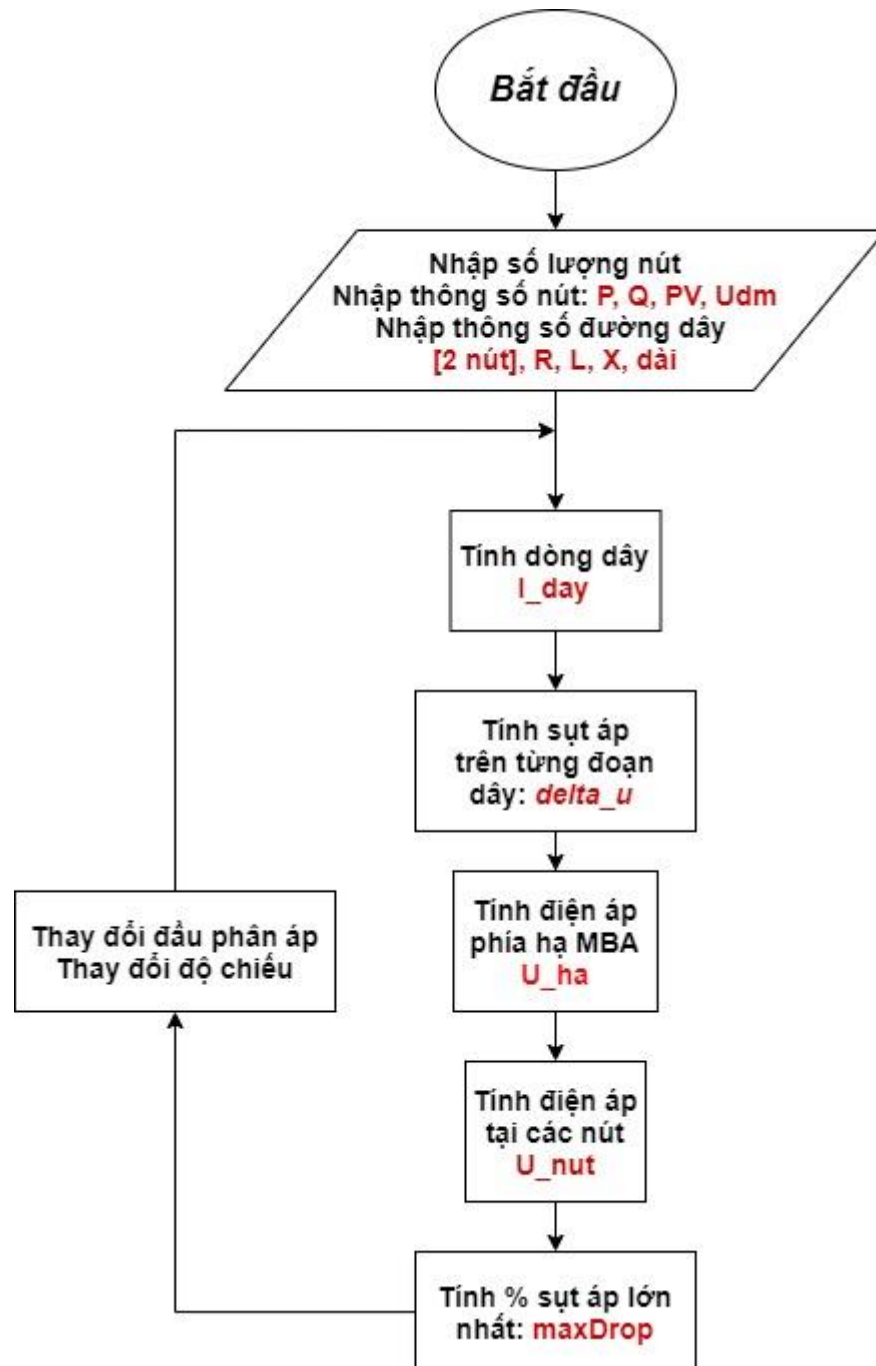 Bắt đầu
Nhập số lượng nút
Nhập thông số nút: P, Q, PV, Udm
Nhập thông số đường dây
[2 nút], R, L, X, dài
Tính dòng dây
I_day
Tính sụt áp
trên từng đoạn
dây: delta_u
Tính điện áp
phía hạ MBA
U_ha
Thay đổi đầu phân áp
Thay đổi độ chiếu
Tính điện áp
tại các nút
U_nut
Tính % sụt áp lớn
nhất: maxDrop